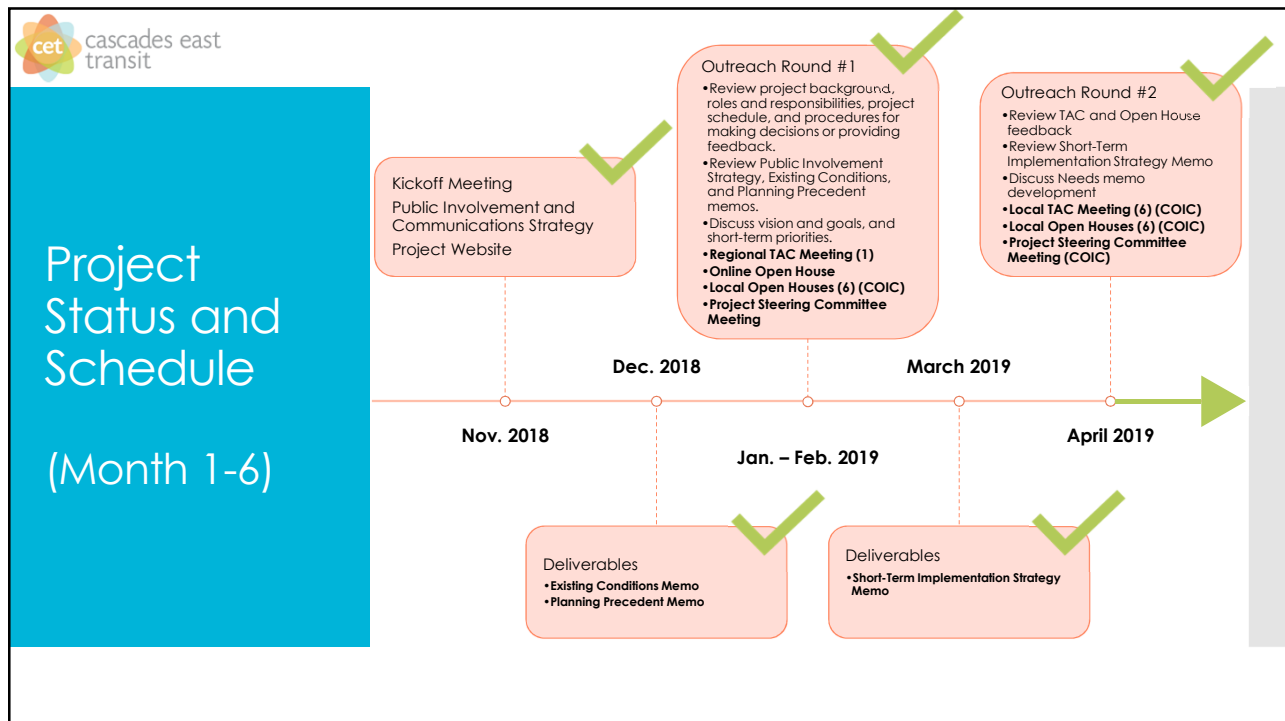 cet
cascades east
transit
Project
Status and
Schedule
(Month 1-6)
Kickoff Meeting
Public Involvement and
Communications Strategy
Project Website
Outreach Round #1
•Review project background,
roles and responsibilities, project
schedule, and procedures for
making decisions or providing
feedback.
•Review Public Involvement
Strategy, Existing Conditions,
and Planning Precedent
memos.
•Discuss vision and goals, and
short-term priorities.
•Regional TAC Meeting (1)
•Online Open House
•Local Open Houses (6) (COIC)
•Project Steering Committee
Meeting
Outreach Round #2
•Review TAC and Open House
feedback
•Review Short-Term
Implementation Strategy Memo
•Discuss Needs memo
development
•Local TAC Meeting (6) (COIC)
•Local Open Houses (6) (COIC)
•Project Steering Committee
Meeting (COIC)
Dec. 2018
March 2019
Nov. 2018
Jan. – Feb. 2019
April 2019
Deliverables
•Existing Conditions Memo
•Planning Precedent Memo
Deliverables
•Short-Term Implementation Strategy
Memo